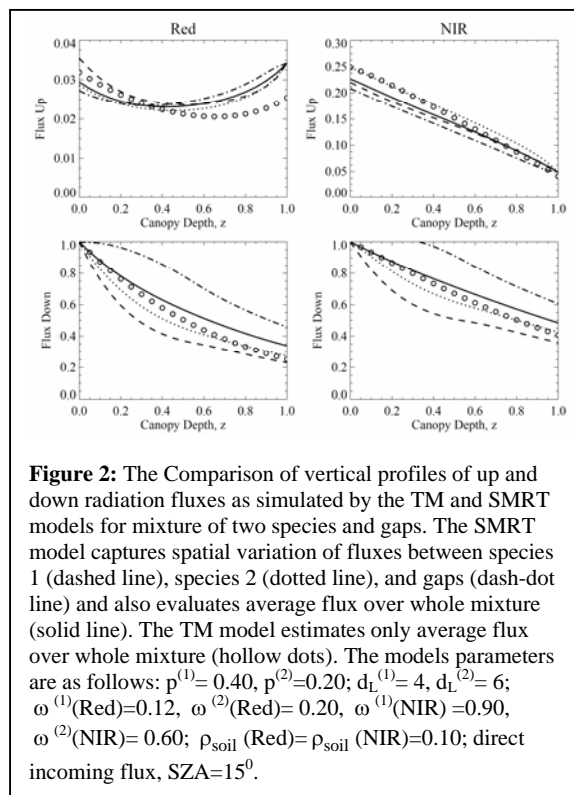 Red
NIR
0.04
0.03
0.02
0.01
0.00
Flux Up
0.0 0.2 0.4 0.6 0.8 1.0
Canopy Depth, z
0.30
0.25
0.20
0.15
0.10
0.05
0.00
Flux Up
0.0 0.2 0.4 0.6 0.8 1.0
Canopy Depth, z
1.0
0.8
0.6
0.4
0.2
0.0
Flux Down
0.0 0.2 0.4 0.6 0.8 1.0
Canopy Depth, z
1.0
0.8
0.6
0.4
0.2
0.0
Flux Down
0.0 0.2 0.4 0.6 0.8 1.0
Canopy Depth, z
Figure 2: The Comparison of vertical profiles of up and
down radiation fluxes as simulated by the TM and SMRT
models for mixture of two species and gaps. The SMRT
model captures spatial variation of fluxes between species
1 (dashed line), species 2 (dotted line), and gaps (dash-dot
line) and also evaluates average flux over whole mixture
(solid line). The TM model estimates only average flux
over whole mixture (hollow dots). The models parameters
are as follows: p⁽¹⁾= 0.40, p⁽²⁾=0.20; d_L⁽¹⁾= 4, d_L⁽²⁾= 6;
ω⁽¹⁾(Red)=0.12, ω⁽²⁾(Red)= 0.20, ω⁽¹⁾(NIR) =0.90,
ω⁽²⁾(NIR)= 0.60; ρ_soil (Red)= ρ_soil (NIR)=0.10; direct
incoming flux, SZA=15⁰.